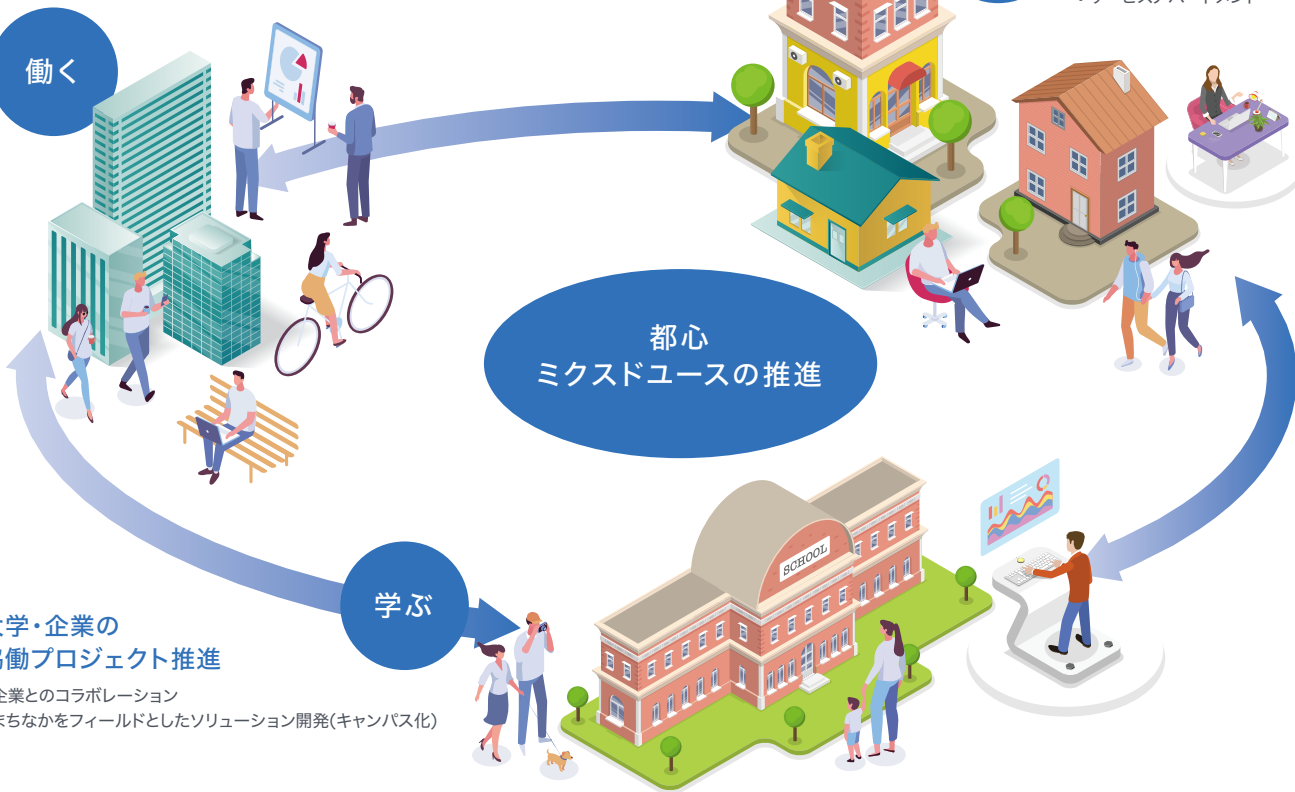 働く
都心
ミクスドユースの推進
SCHOOL
学ぶ
学・企業の
働プロジェクト推進
企業とのコラボレーション
まちなかをフィールドとしたソリューション開発(キャンパス化)